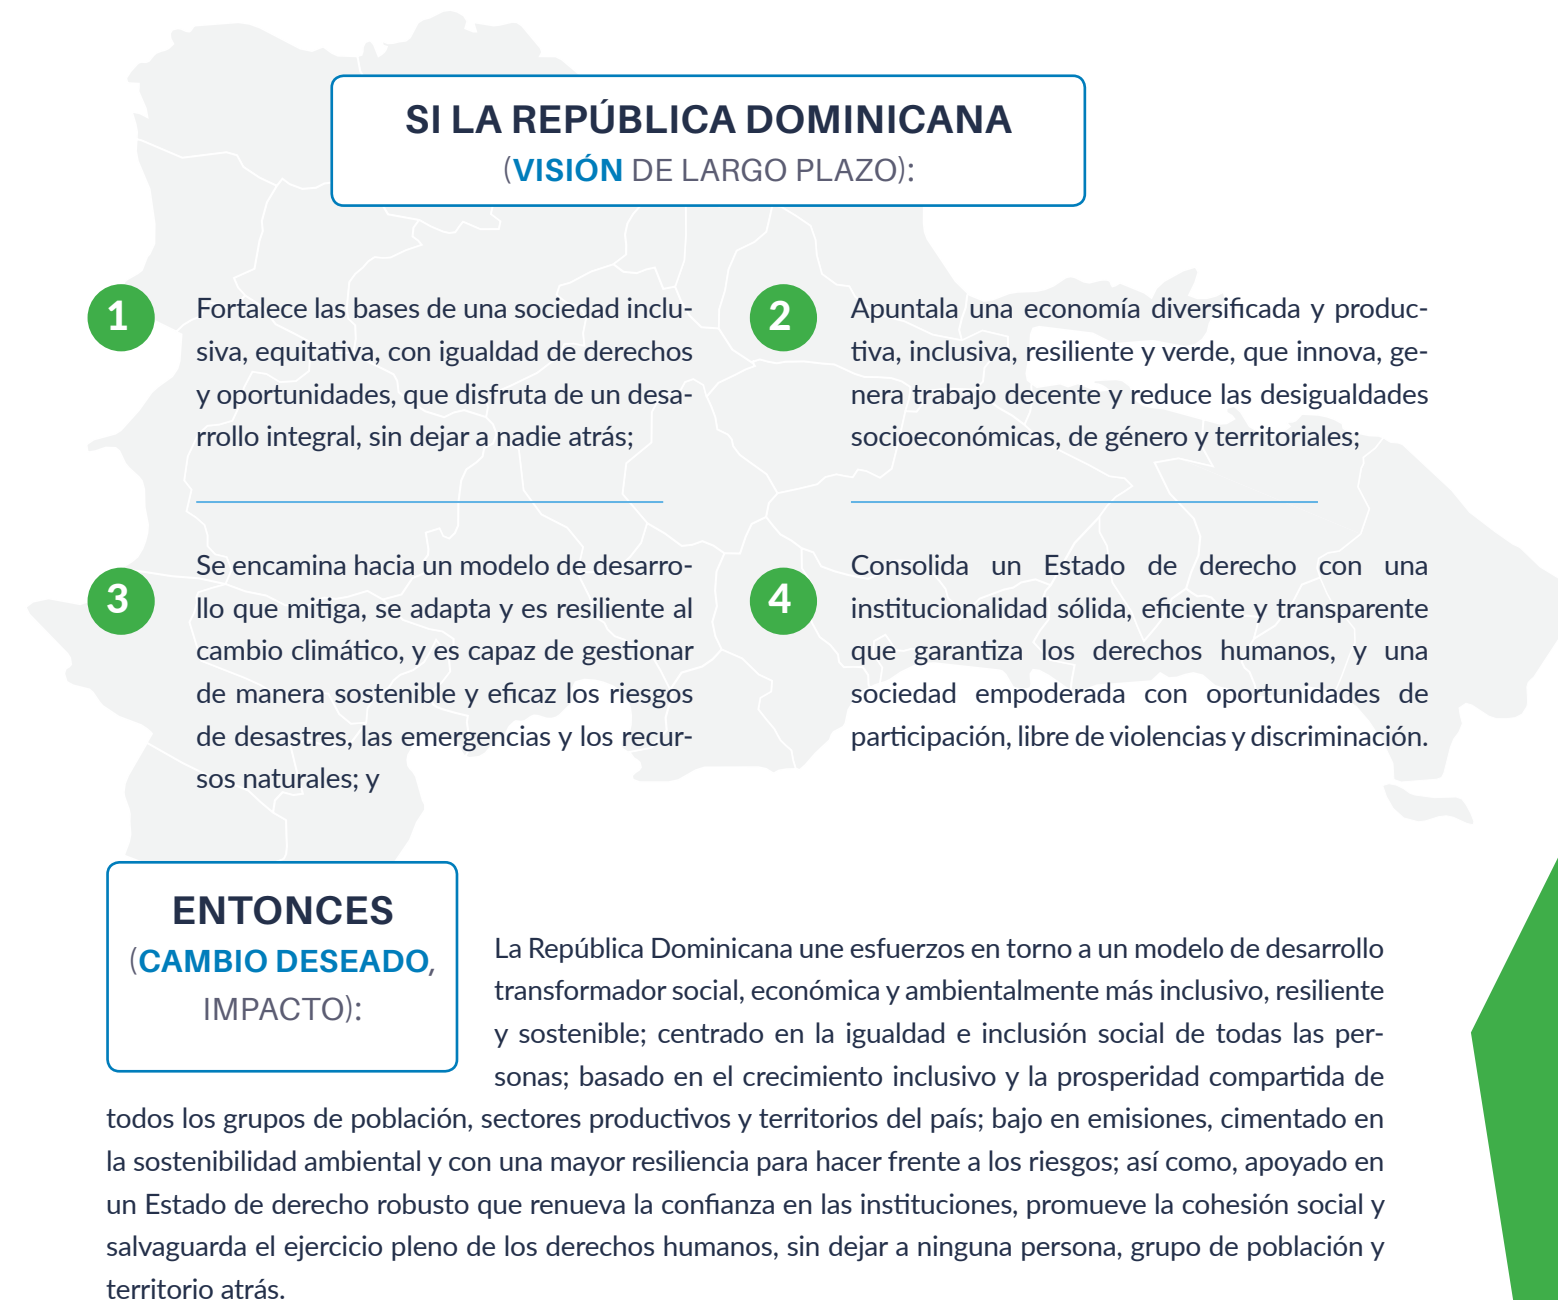 SI LA REPÚBLICA DOMINICANA
(VISIÓN DE LARGO PLAZO):
1
Fortalece las bases de una sociedad inclu-
siva, equitativa, con igualdad de derechos
y oportunidades, que disfruta de un desa-
rrollo integral, sin dejar a nadie atrás;
2
Apuntala una economía diversificada y produc-
tiva, inclusiva, resiliente y verde, que innova, ge-
nera trabajo decente y reduce las desigualdades
socioeconómicas, de género y territoriales;
3
Se encamina hacia un modelo de desarro-
llo que mitiga, se adapta y es resiliente al
cambio climático, y es capaz de gestionar
de manera sostenible y eficaz los riesgos
de desastres, las emergencias y los recur-
sos naturales; y
4
Consolida un Estado de derecho con una
institucionalidad sólida, eficiente y transparente
que garantiza los derechos humanos, y una
sociedad empoderada con oportunidades de
participación, libre de violencias y discriminación.
ENTONCES
(CAMBIO DESEADO,
IMPACTO):
La República Dominicana une esfuerzos en torno a un modelo de desarrollo
transformador social, económica y ambientalmente más inclusivo, resiliente
y sostenible; centrado en la igualdad e inclusión social de todas las per-
sonas; basado en el crecimiento inclusivo y la prosperidad compartida de
todos los grupos de población, sectores productivos y territorios del país; bajo en emisiones, cimentado en
la sostenibilidad ambiental y con una mayor resiliencia para hacer frente a los riesgos; así como, apoyado en
un Estado de derecho robusto que renueva la confianza en las instituciones, promueve la cohesión social y
salvaguarda el ejercicio pleno de los derechos humanos, sin dejar a ninguna persona, grupo de población y
territorio atrás.